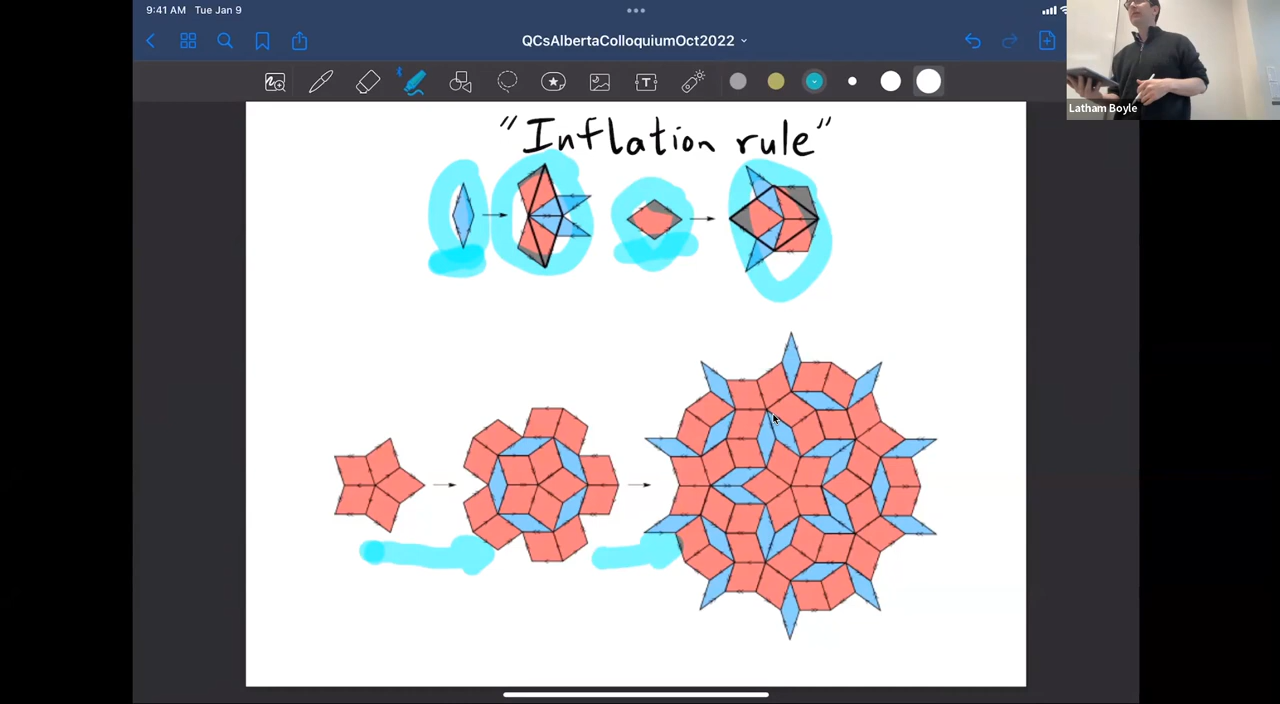 9:41 AM Tue Jan 9
QCsAlbertaColloquiumOct2022
Latham Boyle
"Inflation rule"